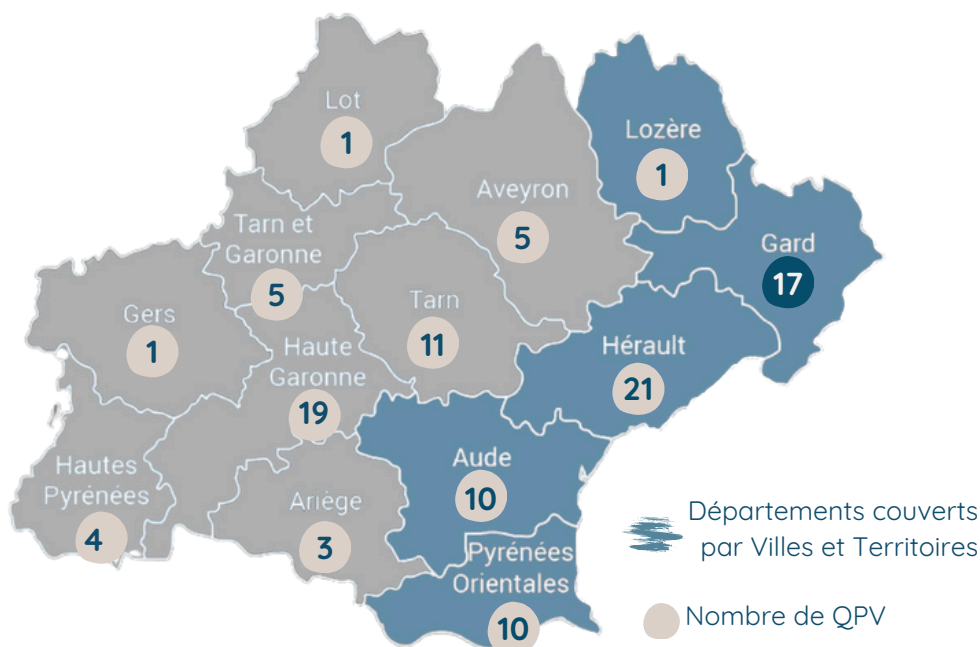 Lot
1
Lozère
1
Aveyron
5
Tarn et
Garonne
5
Gard
17
Tarn
11
Gers
1
Haute
Garonne
19
Hérault
21
Aude
10
Hautes
Pyrénées
4
Ariège
3
Pyrénées
Orientales
10
Départements couverts
par Villes et Territoires
Nombre de QPV